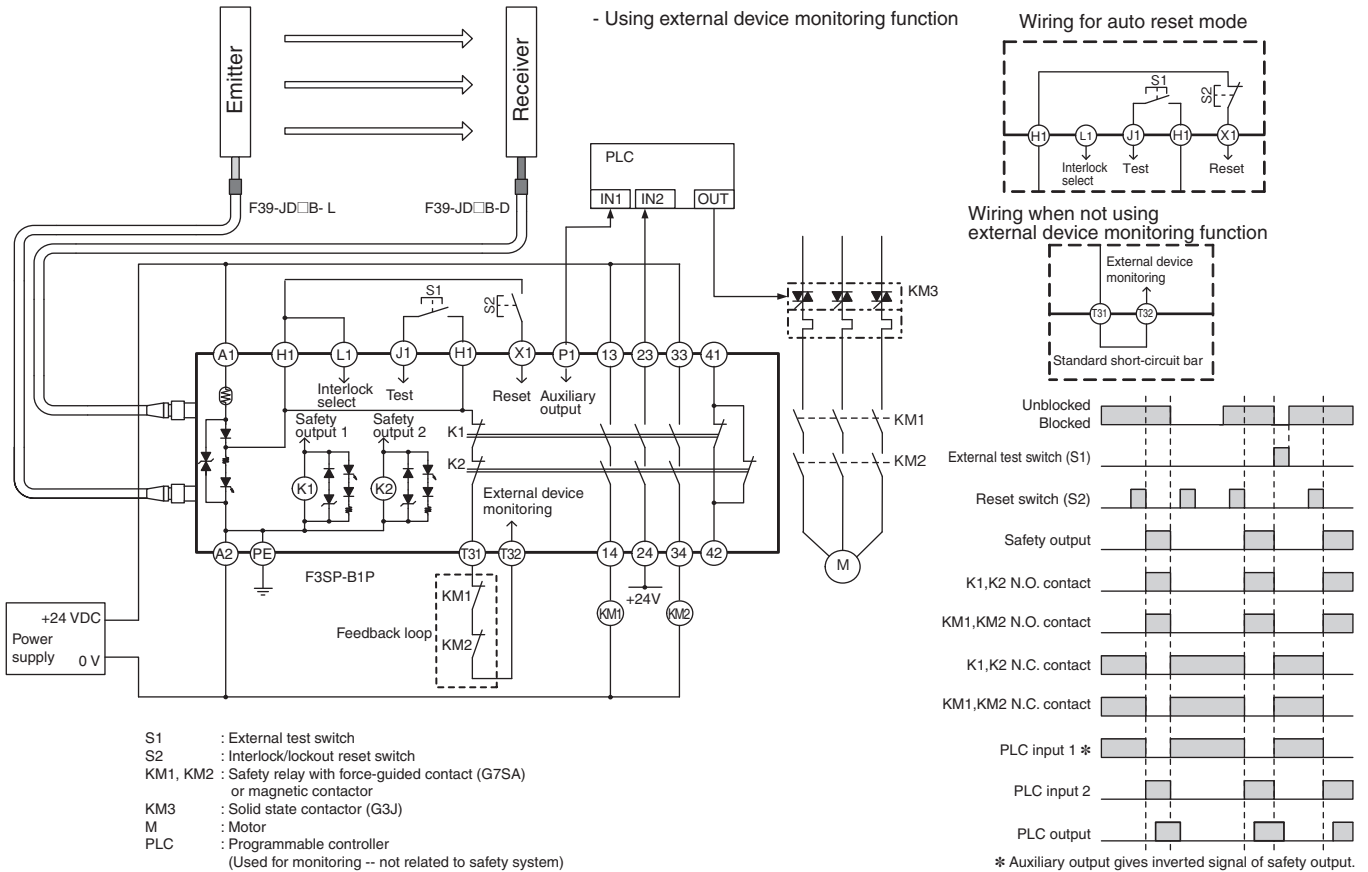 - Using external device monitoring function
Emitter
Receiver
F39-JD□B- L
F39-JD□B-D
PLC
IN1 IN2 OUT
KM3
KM1
KM2
M
S1
S2
A1 H1 L1 J1 H1 X1 P1 13 23 33 41
Interlock
select
Test
Reset
Auxiliary
output
Safety
output 1
Safety
output 2
K1
K2
K1
K2
External device
monitoring
A2 PE T31 T32 14 24 34 42
F3SP-B1P
+24V
KM1
KM2
Feedback loop
KM1
KM2
+24 VDC
Power
supply
0 V
S1 : External test switch
S2 : Interlock/lockout reset switch
KM1, KM2 : Safety relay with force-guided contact (G7SA)
or magnetic contactor
KM3 : Solid state contactor (G3J)
M : Motor
PLC : Programmable controller
(Used for monitoring -- not related to safety system)
Wiring for auto reset mode
S1
S2
H1 L1 J1 H1 X1
Interlock
select
Test
Reset
Wiring when not using
external device monitoring function
External device
monitoring
T31 T32
Standard short-circuit bar
Unblocked
Blocked
External test switch (S1)
Reset switch (S2)
Safety output
K1,K2 N.O. contact
KM1,KM2 N.O. contact
K1,K2 N.C. contact
KM1,KM2 N.C. contact
PLC input 1 ✻
PLC input 2
PLC output
✻ Auxiliary output gives inverted signal of safety output.